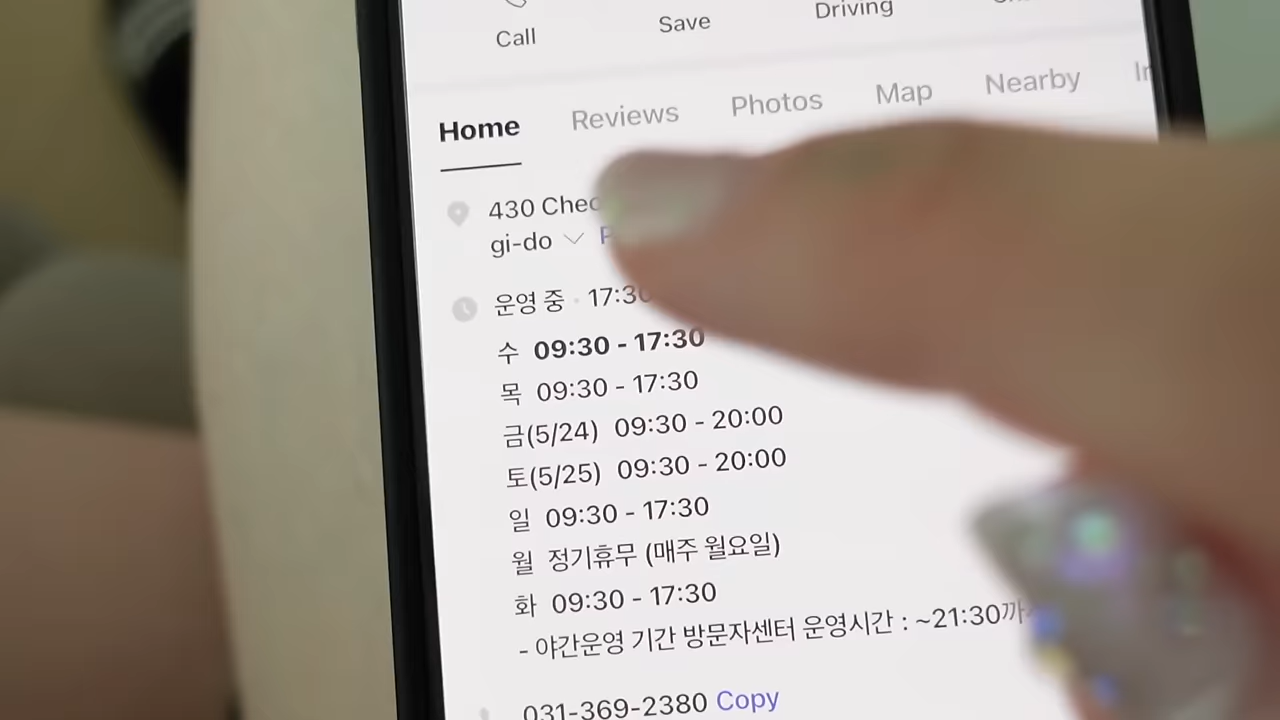 Call Save Driving
Home Reviews Photos Map Nearby
430
gi-do
운영 중 · 17:30
수 09:30 - 17:30
목 09:30 - 17:30
금(5/24) 09:30 - 20:00
토(5/25) 09:30 - 20:00
일 09:30 - 17:30
월 정기휴무 (매주 월요일)
화 09:30 - 17:30
- 야간운영 기간 방문자센터 운영시간 : ~21:30까지
031-369-2380 Copy